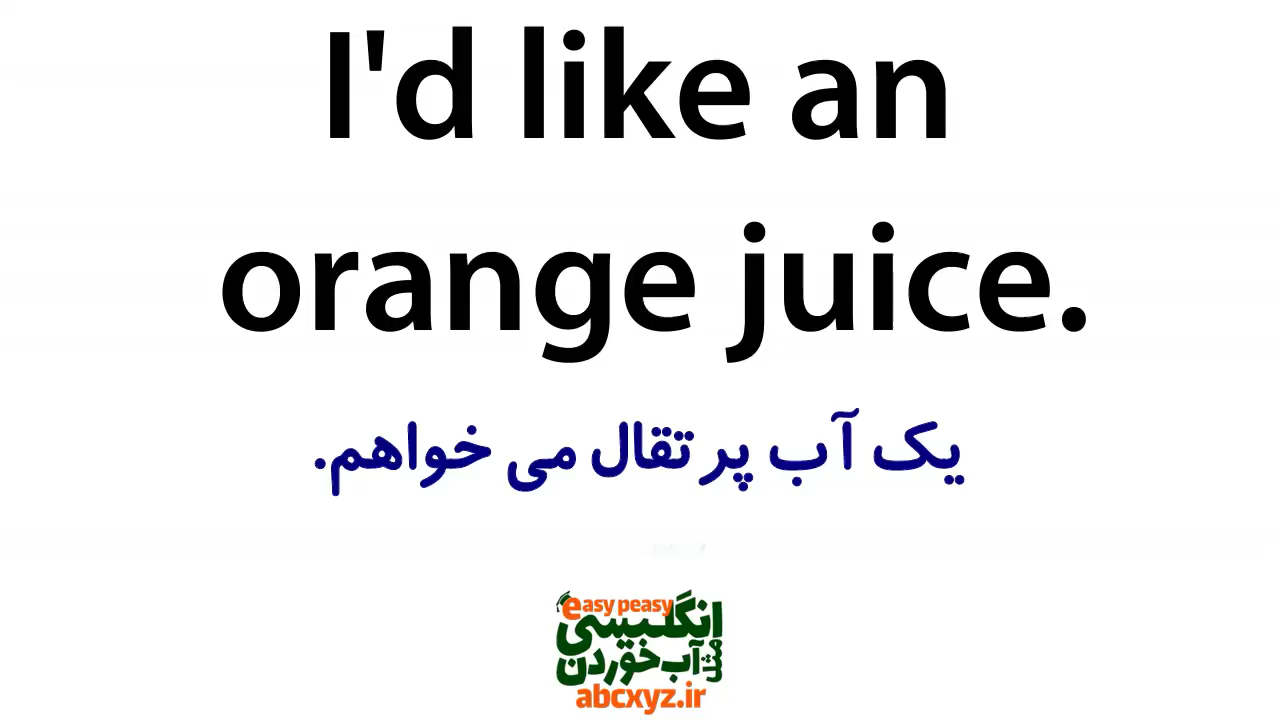 I'd like an
orange juice.
یک آب پرتقال می خواهم.
easy peasy
انگلیسی
مثل آب خوردن
abcxyz.ir